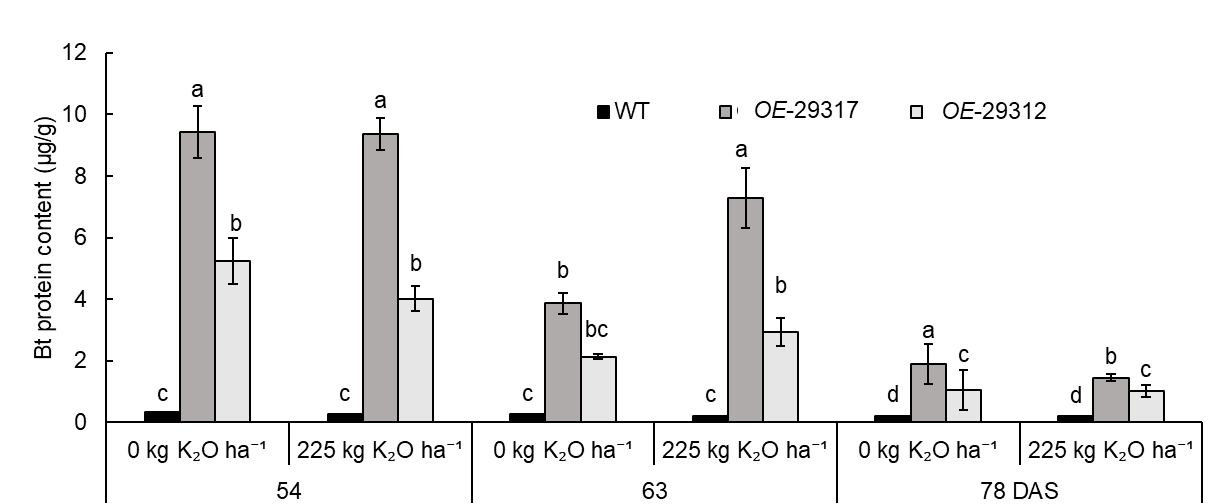 12
10
8
6
4
2
0
Bt protein content (µg/g)
WT OE-29317 OE-29312
c a b
c a b
b bc c
a b c
a c d
b c d
0 kg K₂O ha⁻¹ 225 kg K₂O ha⁻¹ 0 kg K₂O ha⁻¹ 225 kg K₂O ha⁻¹ 0 kg K₂O ha⁻¹ 225 kg K₂O ha⁻¹
54 63 78 DAS